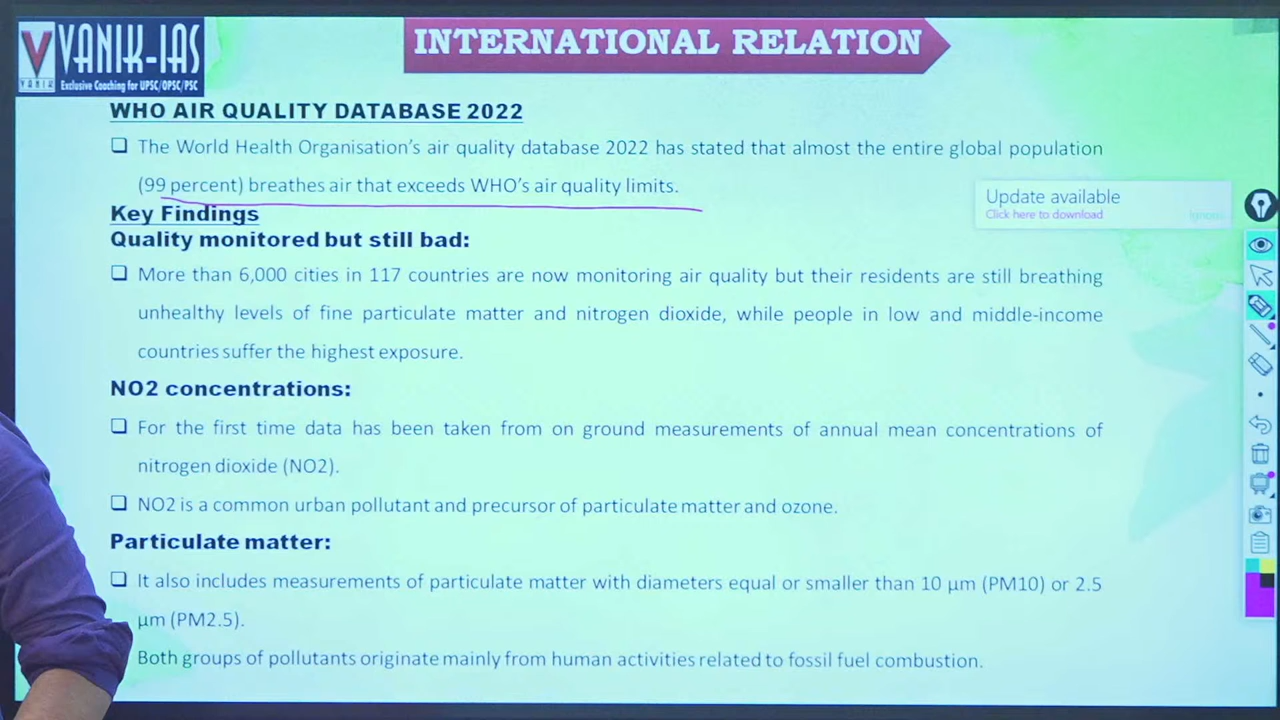 VANIK-IAS
VANIK
Exclusive Coaching for UPSC/OPSC/PSC
INTERNATIONAL RELATION
WHO AIR QUALITY DATABASE 2022
❑ The World Health Organisation’s air quality database 2022 has stated that almost the entire global population
(99 percent) breathes air that exceeds WHO’s air quality limits.
Update available
Click here to download
Key Findings
Quality monitored but still bad:
❑ More than 6,000 cities in 117 countries are now monitoring air quality but their residents are still breathing
unhealthy levels of fine particulate matter and nitrogen dioxide, while people in low and middle-income
countries suffer the highest exposure.
NO2 concentrations:
❑ For the first time data has been taken from on ground measurements of annual mean concentrations of
nitrogen dioxide (NO2).
❑ NO2 is a common urban pollutant and precursor of particulate matter and ozone.
Particulate matter:
❑ It also includes measurements of particulate matter with diameters equal or smaller than 10 μm (PM10) or 2.5
μm (PM2.5).
Both groups of pollutants originate mainly from human activities related to fossil fuel combustion.